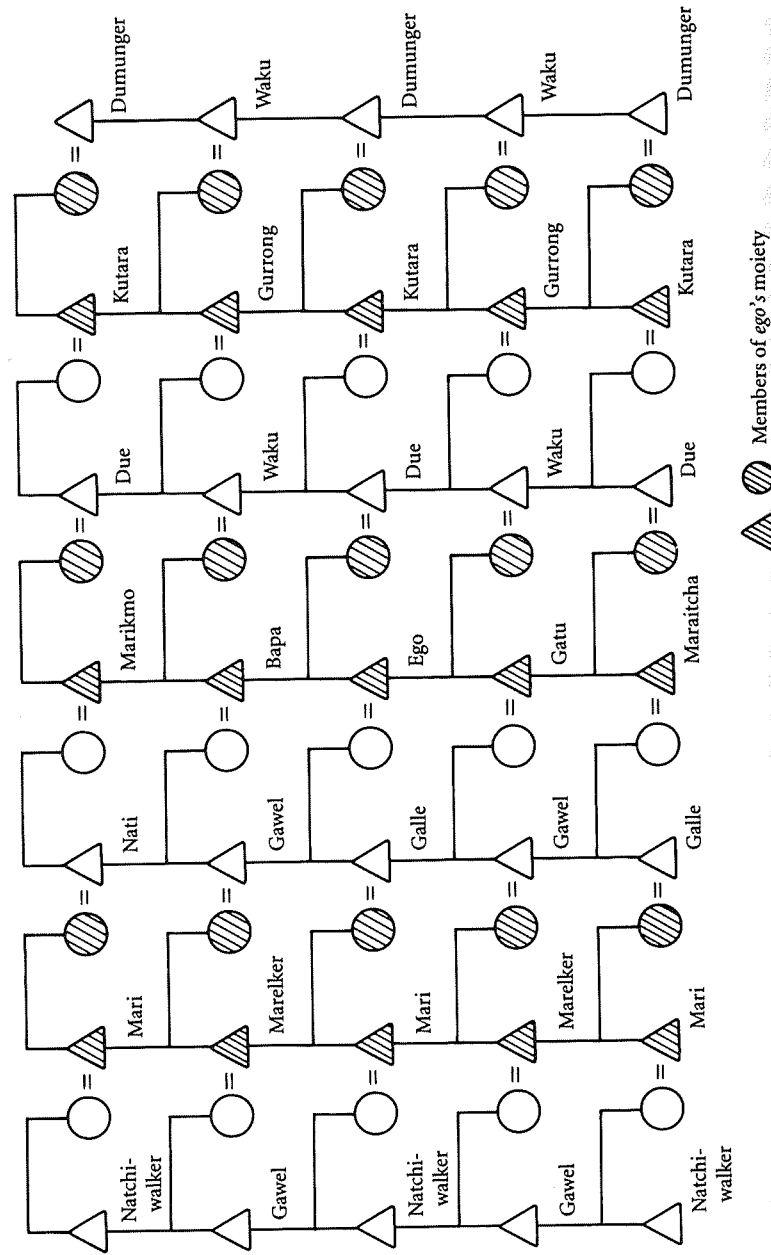 Natchi-
walker
Mari
Nati
Marikmo
Due
Kutara
Dumunger
Gawel
Marelker
Gawel
Bapa
Waku
Gurrong
Waku
Natchi-
walker
Mari
Galle
Ego
Due
Kutara
Dumunger
Gawel
Marelker
Gawel
Gatu
Waku
Gurrong
Waku
Natchi-
walker
Mari
Galle
Maraitcha
Due
Kutara
Dumunger
Members of ego's moiety